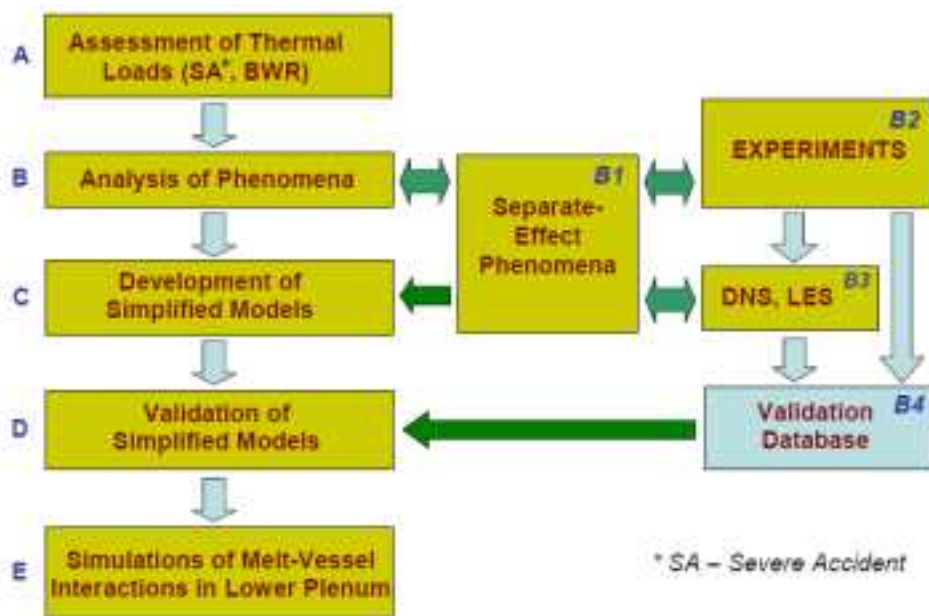 A
Assessment of Thermal
Loads (SA*, BWR)
B
Analysis of Phenomena
C
Development of
Simplified Models
D
Validation of
Simplified Models
E
Simulations of Melt-Vessel
Interactions in Lower Plenum
B1
Separate-
Effect
Phenomena
B2
EXPERIMENTS
B3
DNS, LES
B4
Validation
Database
* SA – Severe Accident